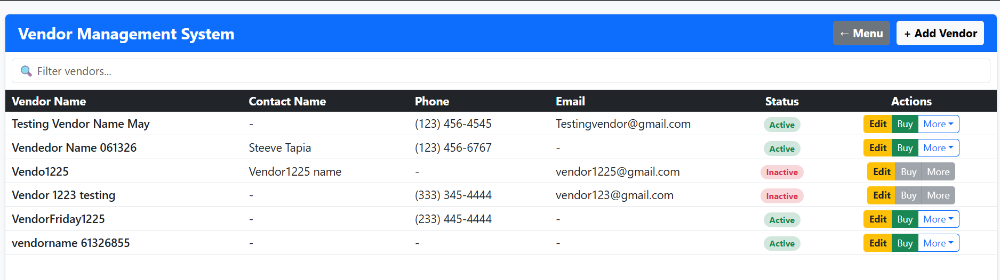 Vendor Management System ← Menu + Add Vendor
🔍 Filter vendors...
Vendor Name Contact Name Phone Email Status Actions
Testing Vendor Name May - (123) 456-4545 Testingvendor@gmail.com Active Edit Buy More
Vendedor Name 061326 Steeve Tapia (123) 456-6767 - Active Edit Buy More
Vendo1225 Vendor1225 name - vendor1225@gmail.com Inactive Edit Buy More
Vendor 1223 testing - (333) 345-4444 vendor123@gmail.com Inactive Edit Buy More
VendorFriday1225 - (233) 445-4444 - Active Edit Buy More
vendorname 61326855 - - - Active Edit Buy More